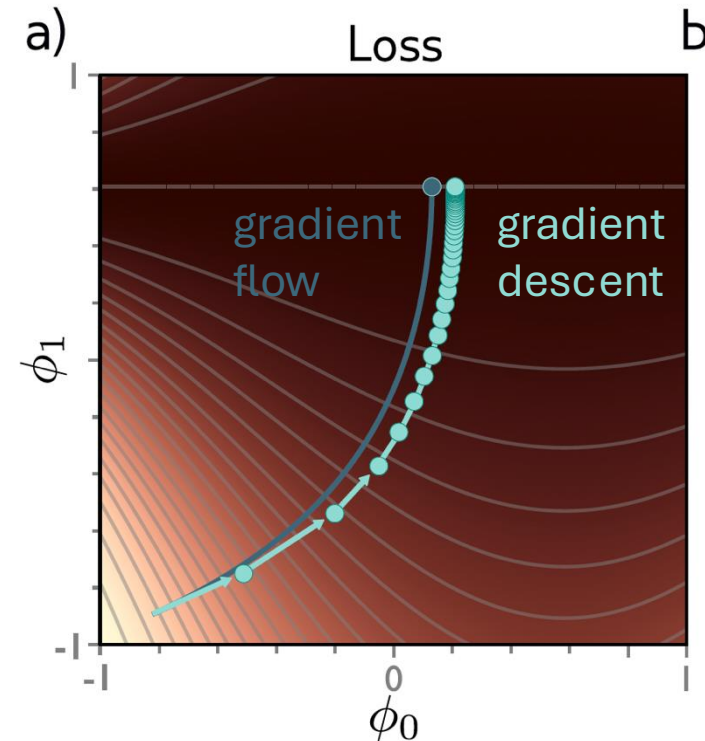 a)
b
Loss
1
gradient
flow
gradient
descent
ϕ₁
-1
-1
0
1
ϕ₀